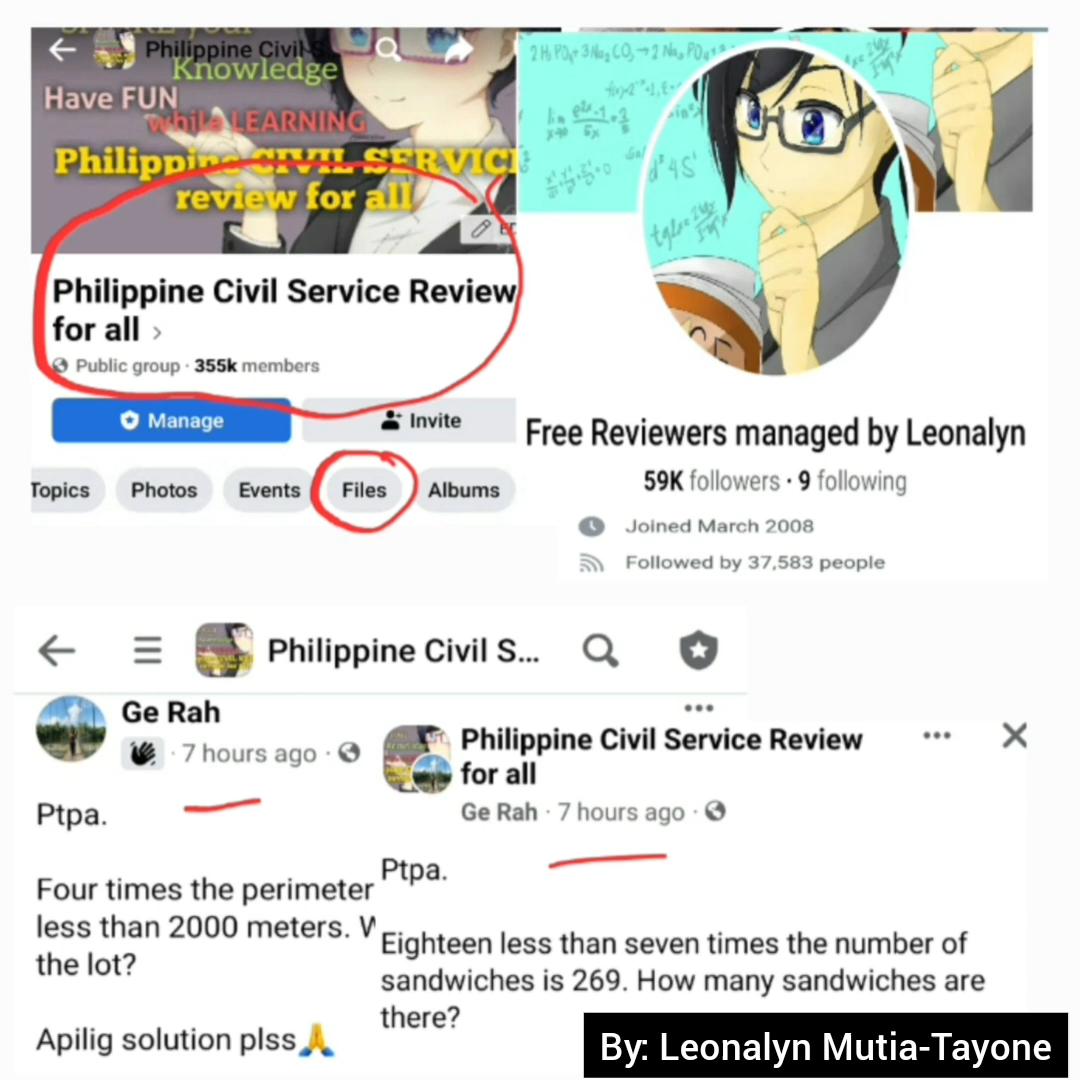 Philippine Civil S
Knowledge
Have FUN
while LEARNING
Philippine CIVIL SERVICE
review for all
Philippine Civil Service Review
for all
Public group · 355k members
Manage
Invite
Topics
Photos
Events
Files
Albums
Free Reviewers managed by Leonalyn
59K followers · 9 following
Joined March 2008
Followed by 37,583 people
Philippine Civil S...
Ge Rah
· 7 hours ago ·
Ptpa.
Four times the perimeter
less than 2000 meters. W
the lot?
Apilig solution plss🙏
Philippine Civil Service Review
for all
Ge Rah · 7 hours ago ·
Ptpa.
Eighteen less than seven times the number of
sandwiches is 269. How many sandwiches are
there?
By: Leonalyn Mutia-Tayone